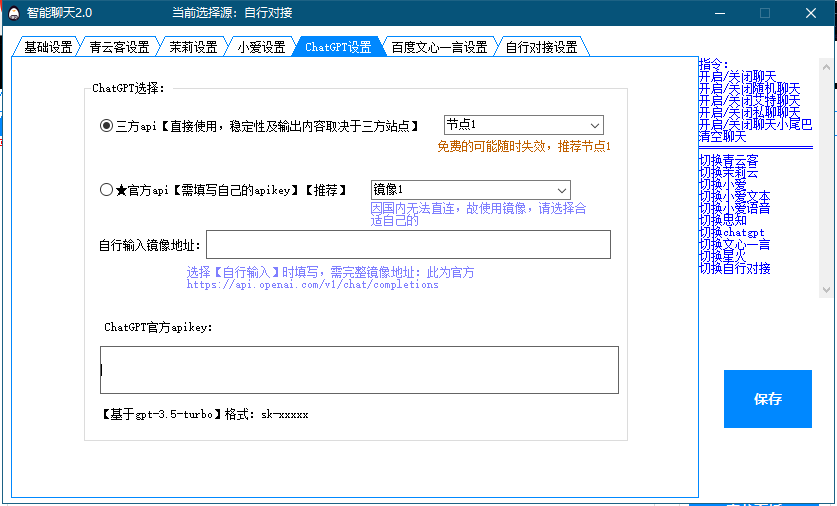 智能聊天2.0 当前选择源：自行对接
基础设置 青云客设置 茉莉设置 小爱设置 ChatGPT设置 百度文心一言设置 自行对接设置
ChatGPT选择：
三方api【直接使用，稳定性及输出内容取决于三方站点】 节点1
免费的可能随时失效，推荐节点1
★官方api【需填写自己的apikey】【推荐】 镜像1
因国内无法直连，故使用镜像，请选择合
适自己的
自行输入镜像地址：
选择【自行输入】时填写，需完整镜像地址：此为官方
https://api.openai.com/v1/chat/completions
ChatGPT官方apikey：
【基于gpt-3.5-turbo】格式：sk-xxxxx
指令：
开启/关闭聊天
开启/关闭随机聊天
开启/关闭艾特聊天
开启/关闭私聊聊天
开启/关闭聊天小尾巴
清空聊天
切换青云客
切换茉莉云
切换小爱
切换小爱文本
切换小爱语音
切换思知
切换chatgpt
切换文心一言
切换星火
切换自行对接
保存